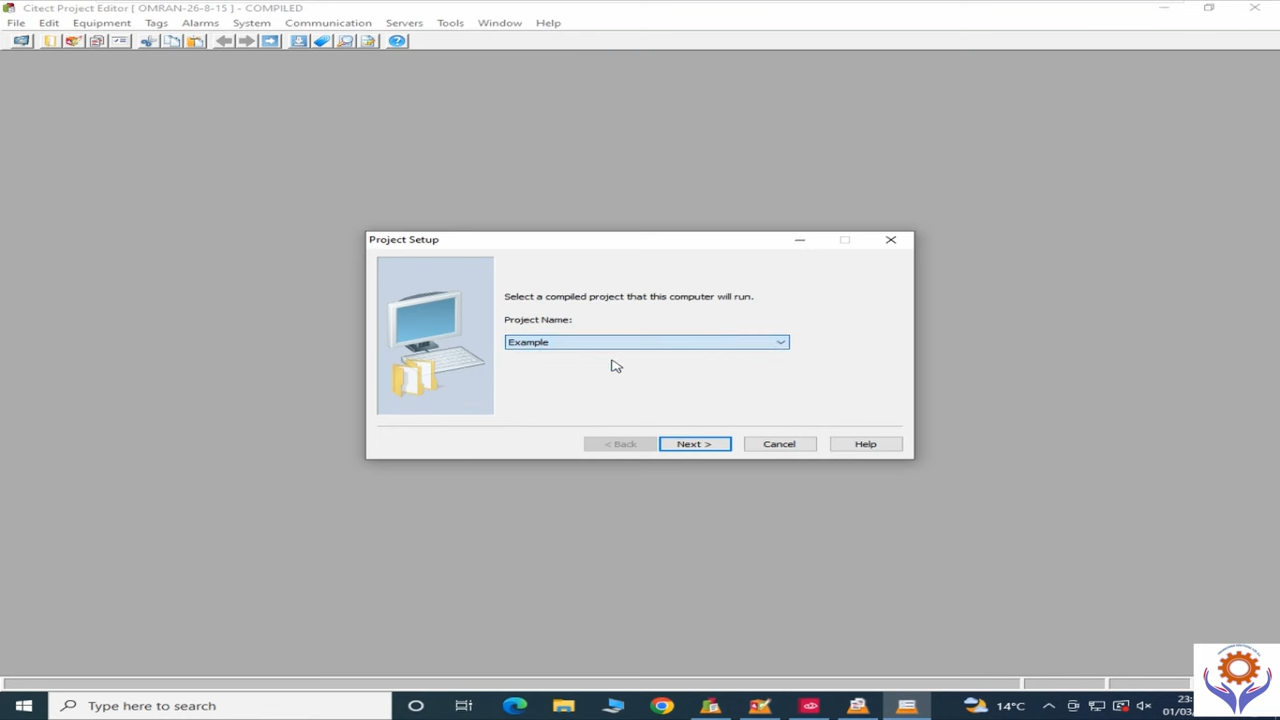 Citect Project Editor [ OMRAN-26-8-15 ] - COMPILED
File Edit Equipment Tags Alarms System Communication Servers Tools Window Help
Project Setup
Select a compiled project that this computer will run.
Project Name:
Example
< Back Next > Cancel Help
Type here to search
14°C
23:
01/03